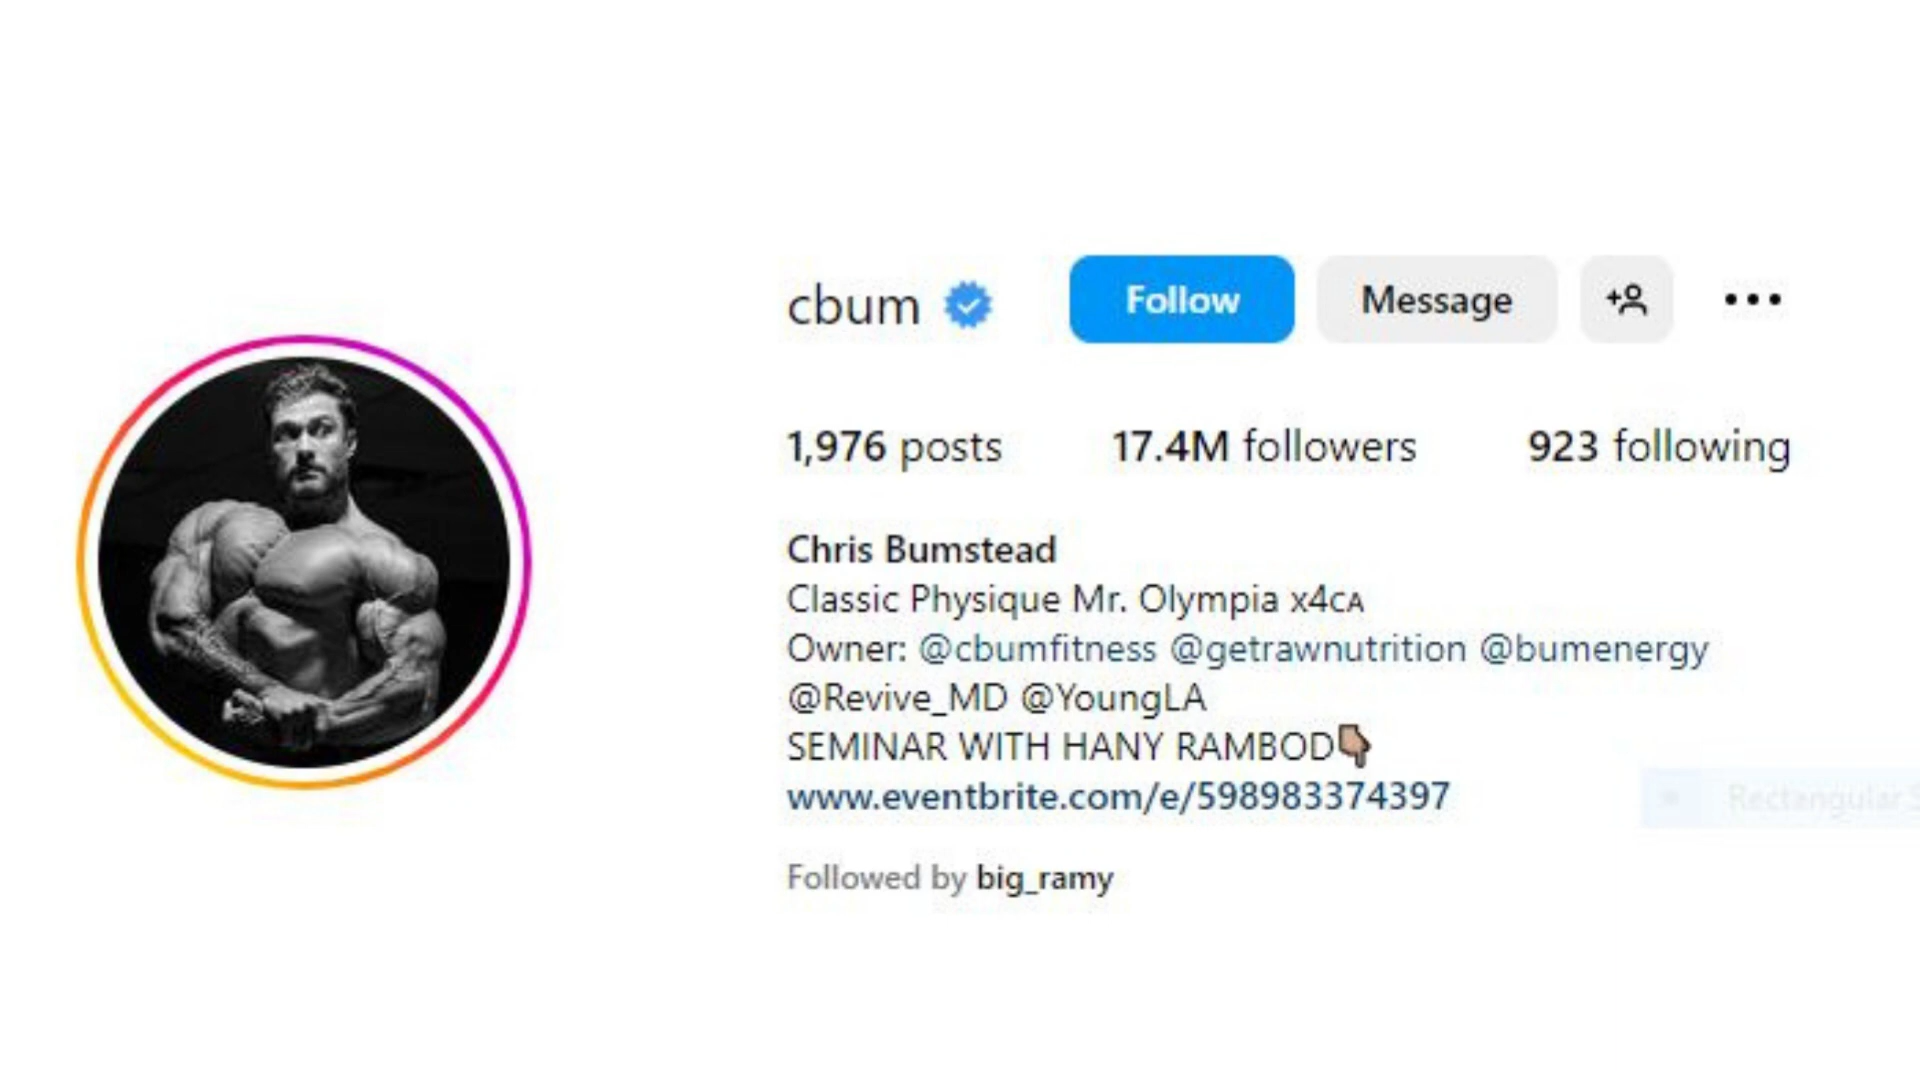 cbum
Follow
Message
1,976 posts
17.4M followers
923 following
Chris Bumstead
Classic Physique Mr. Olympia x4ᴄᴀ
Owner: @cbumfitness @getrawnutrition @bumenergy
@Revive_MD @YoungLA
SEMINAR WITH HANY RAMBOD👇🏽
www.eventbrite.com/e/598983374397
Rectangular S
Followed by big_ramy